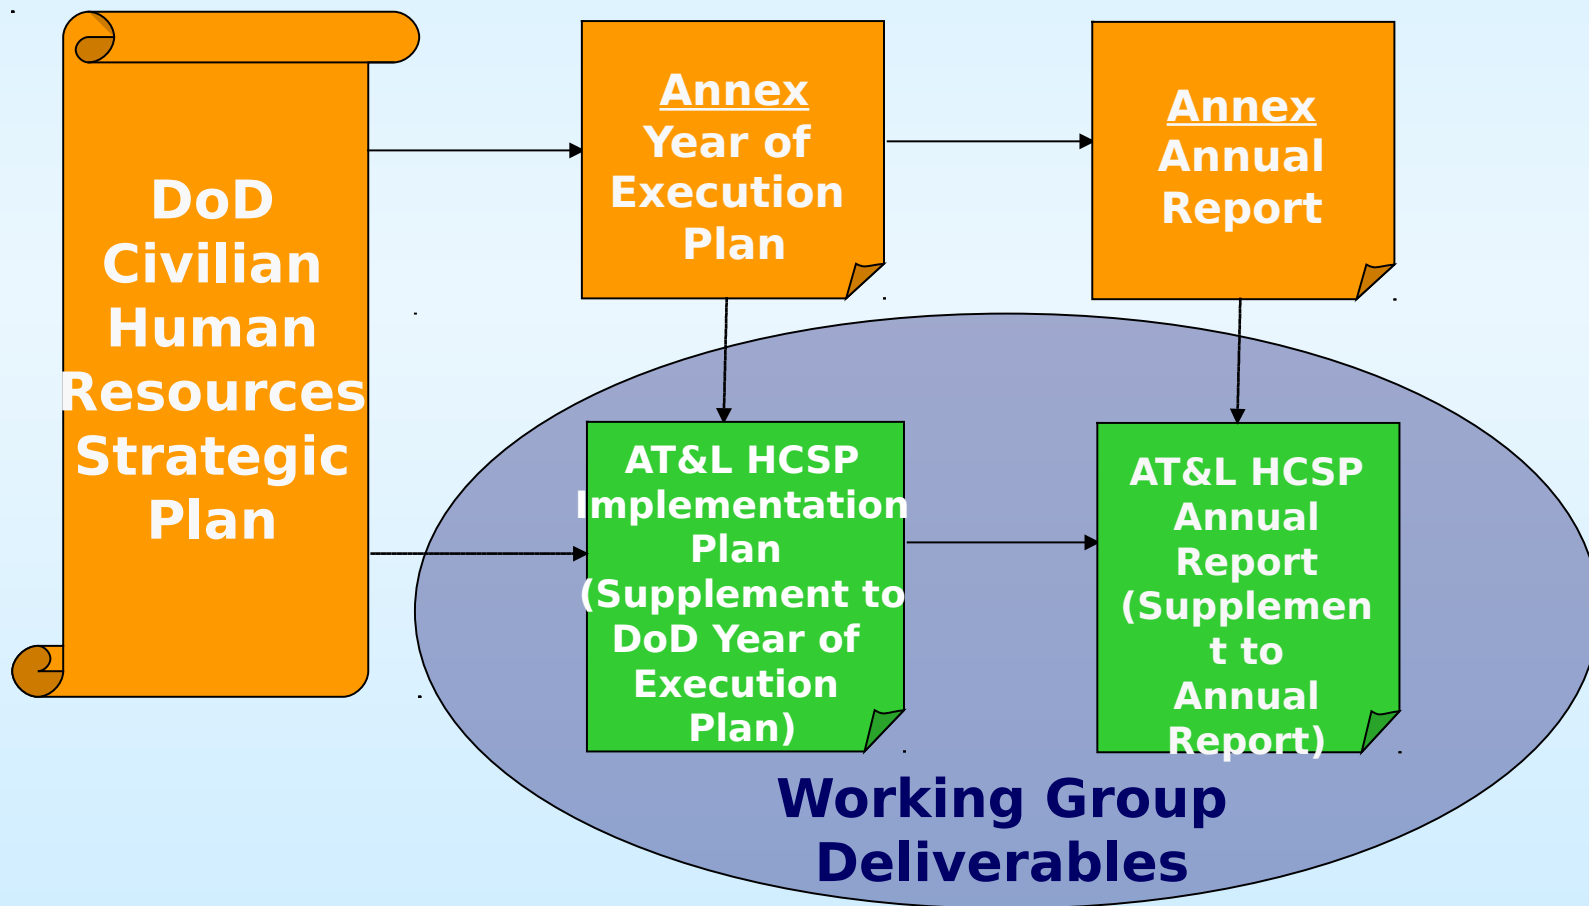 DoD
Civilian
Human
Resources
Strategic
Plan
Annex
Year of
Execution
Plan
Annex
Annual
Report
AT&L HCSP
Implementation
Plan
(Supplement to
DoD Year of
Execution
Plan)
AT&L HCSP
Annual
Report
(Supplemen
t to
Annual
Report)
Working Group
Deliverables